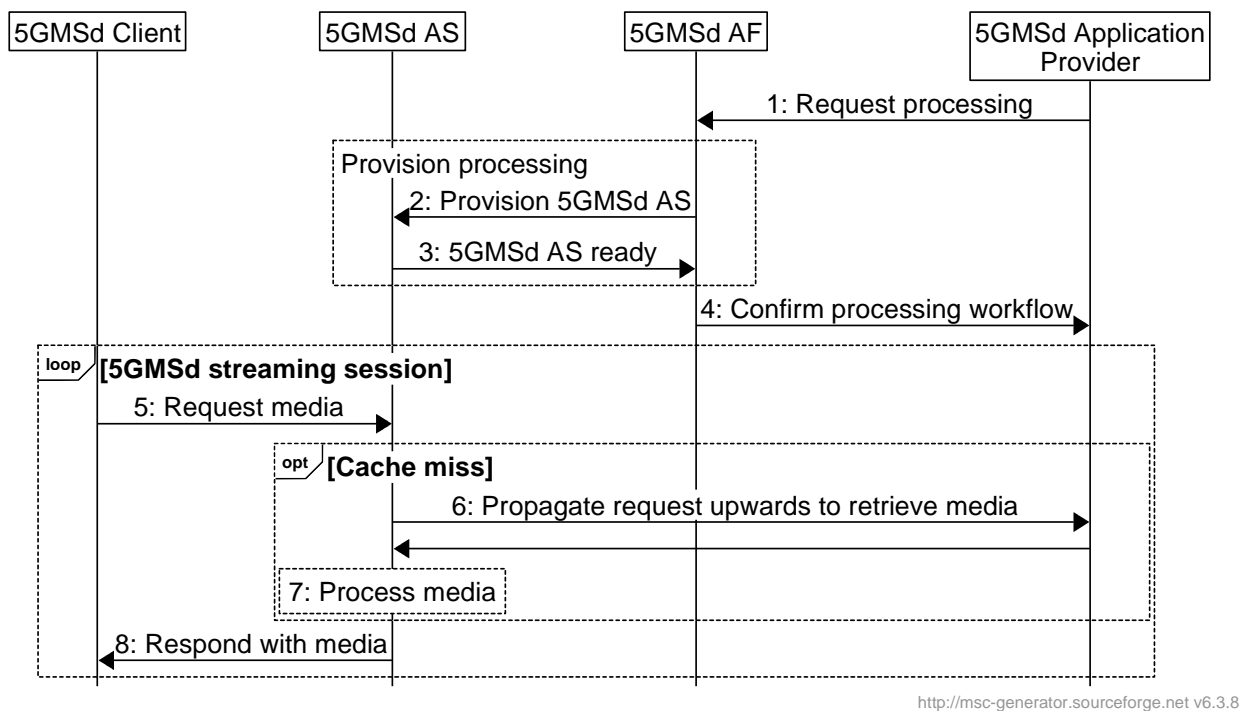 5GMSd Client
5GMSd AS
5GMSd AF
5GMSd Application
Provider
1: Request processing
Provision processing
2: Provision 5GMSd AS
3: 5GMSd AS ready
4: Confirm processing workflow
loop
[5GMSd streaming session]
5: Request media
opt
[Cache miss]
6: Propagate request upwards to retrieve media
7: Process media
8: Respond with media
http://msc-generator.sourceforge.net v6.3.8